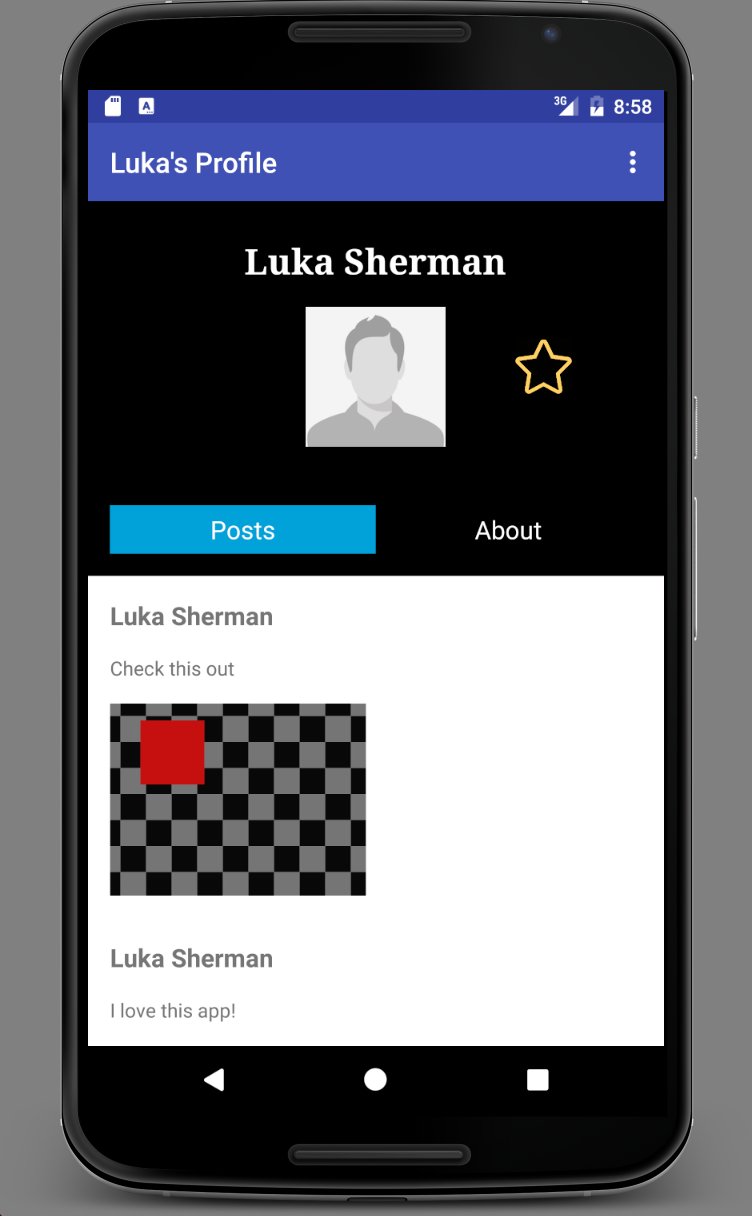 3G 8:58
Luka's Profile
Luka Sherman
Posts About
Luka Sherman
Check this out
Luka Sherman
I love this app!